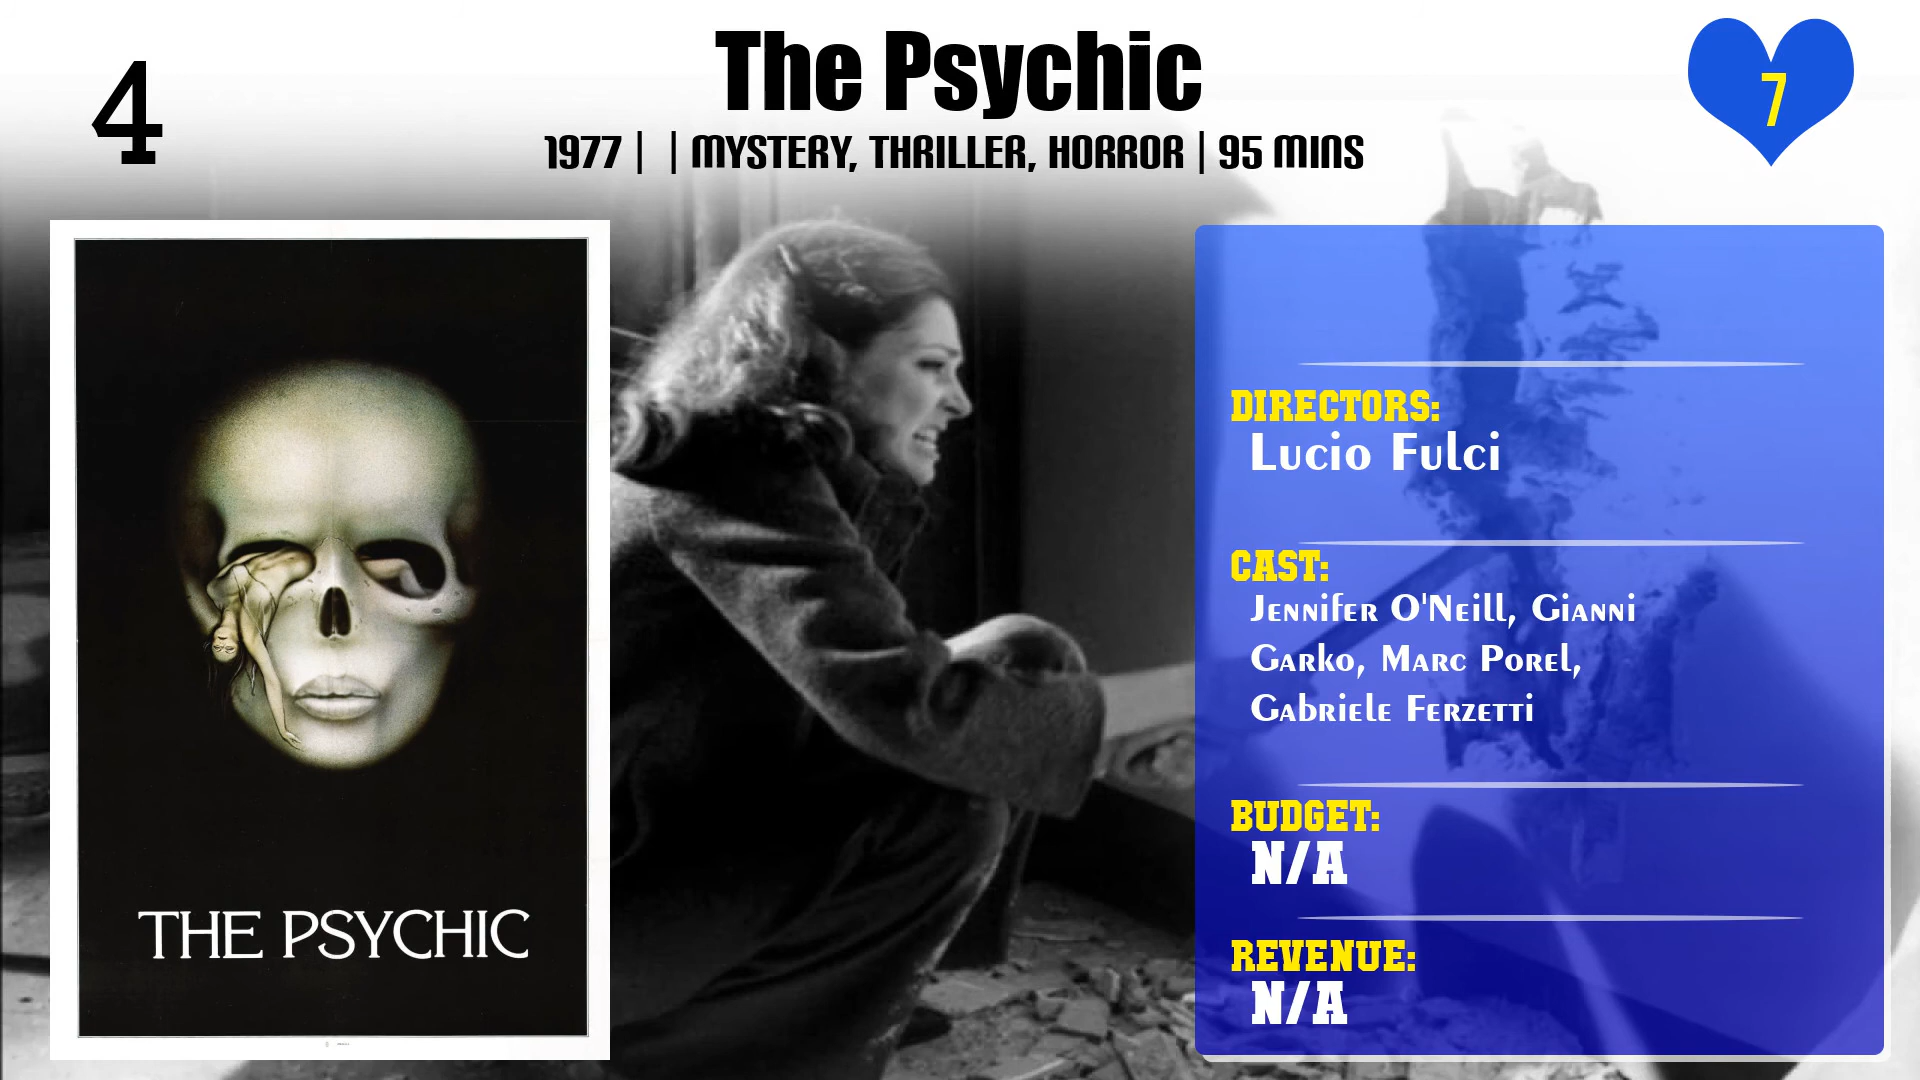 4
The Psychic
7
1977 | | MYSTERY, THRILLER, HORROR | 95 MINS
THE PSYCHIC
DIRECTORS:
Lucio Fulci
CAST:
Jennifer O'Neill, Gianni
Garko, Marc Porel,
Gabriele Ferzetti
BUDGET:
N/A
REVENUE:
N/A